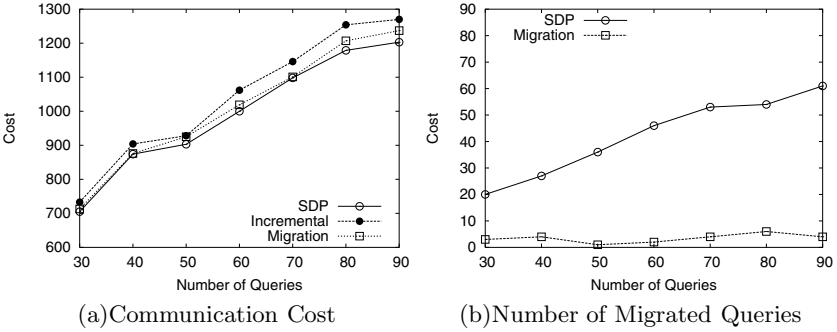 1300
1200
1100
1000
900
800
700
600
Cost
30 40 50 60 70 80 90
Number of Queries
SDP
Incremental
Migration
(a)Communication Cost
90
80
70
60
50
40
30
20
10
0
Cost
30 40 50 60 70 80 90
Number of Queries
SDP
Migration
(b)Number of Migrated Queries